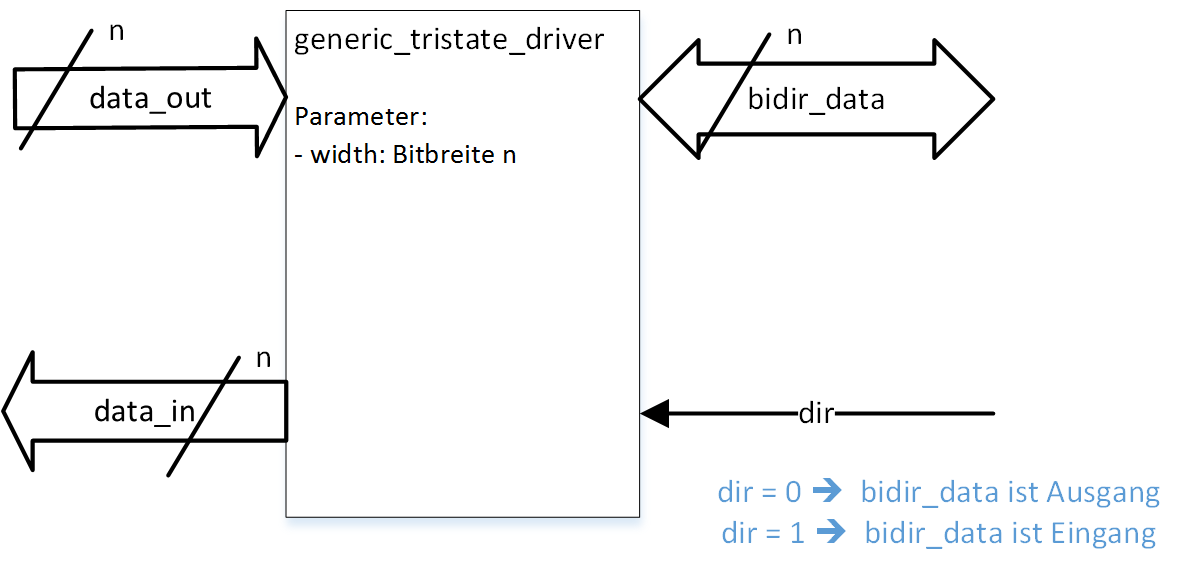 n
generic_tristate_driver
n
data_out
bidir_data
Parameter:
- width: Bitbreite n
n
data_in
dir
dir = 0 ➔ bidir_data ist Ausgang
dir = 1 ➔ bidir_data ist Eingang